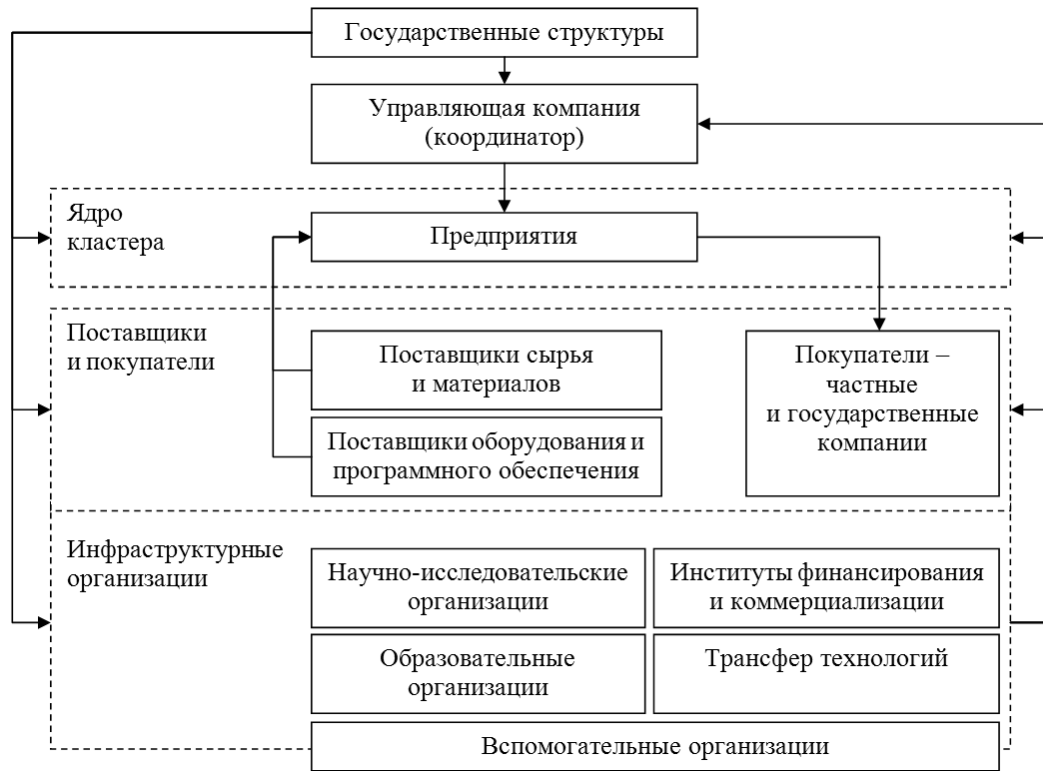 Государственные структуры
Управляющая компания
(координатор)
Ядро
кластера
Предприятия
Поставщики
и покупатели
Поставщики сырья
и материалов
Поставщики оборудования и
программного обеспечения
Покупатели –
частные
и государственные
компании
Инфраструктурные
организации
Научно-исследовательские
организации
Институты финансирования
и коммерциализации
Образовательные
организации
Трансфер технологий
Вспомогательные организации